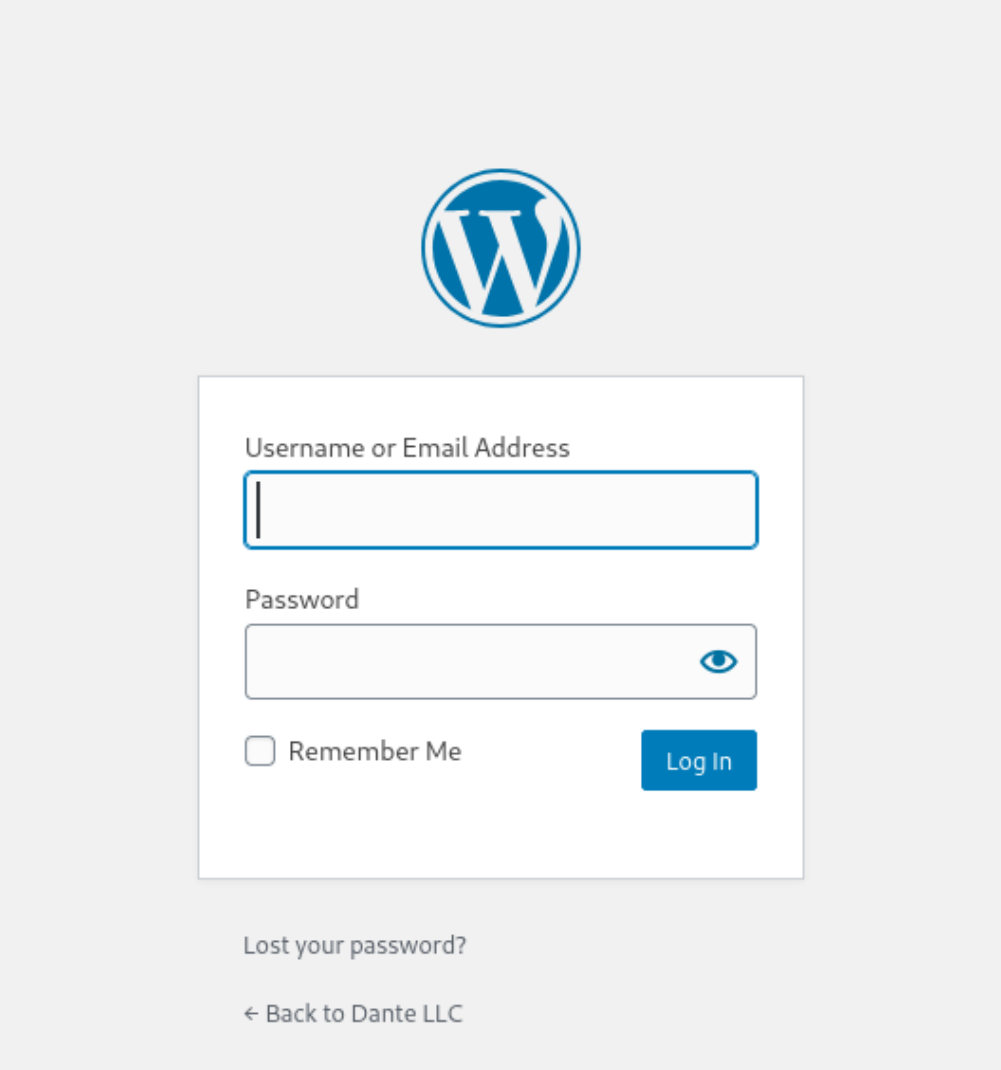 Username or Email Address
Password
Remember Me
Log In
Lost your password?
← Back to Dante LLC